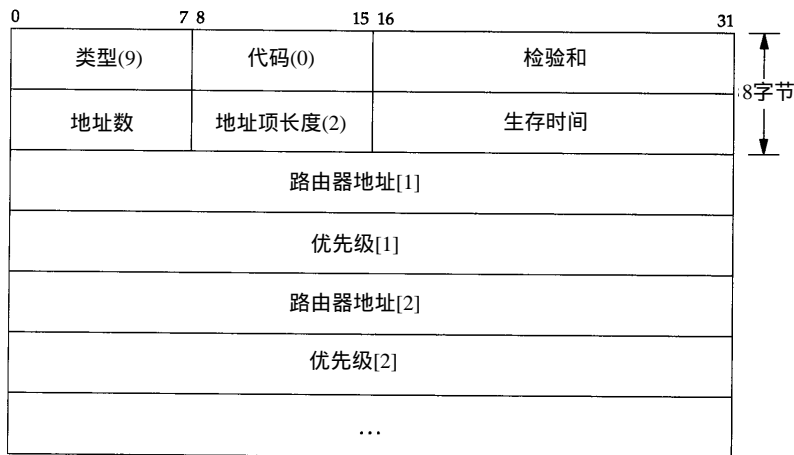 0 7 8 15 16 31
类型(9) 代码(0) 检验和
8字节
地址数 地址项长度(2) 生存时间
路由器地址[1]
优先级[1]
路由器地址[2]
优先级[2]
…